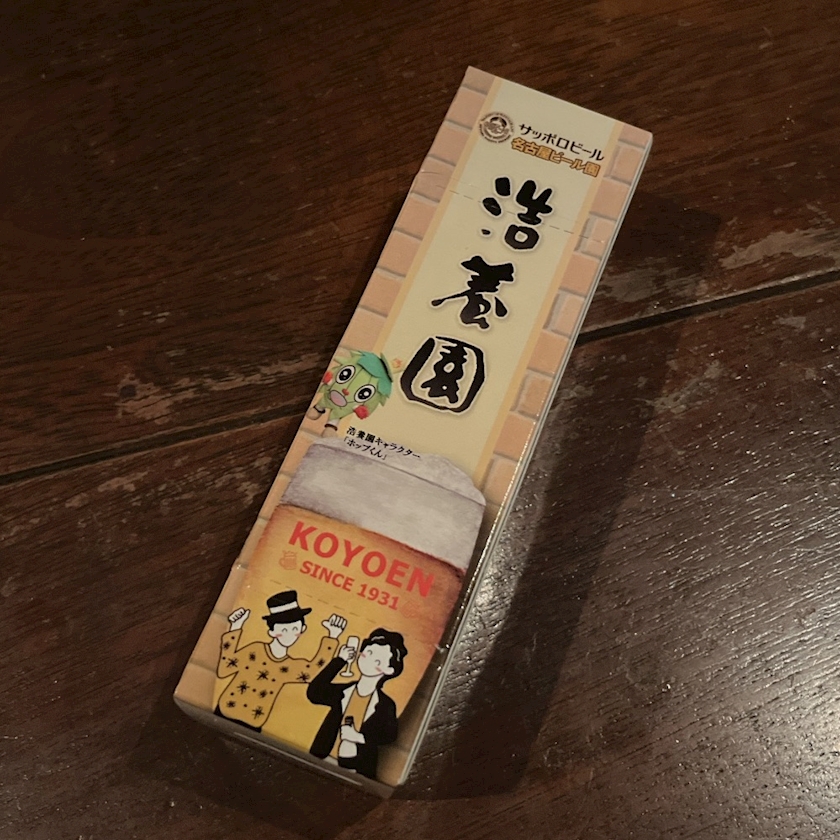 サッポロビール
名古屋ビール園
浩養園
浩養園キャラクター
「ホップくん」
KOYOEN
SINCE 1931